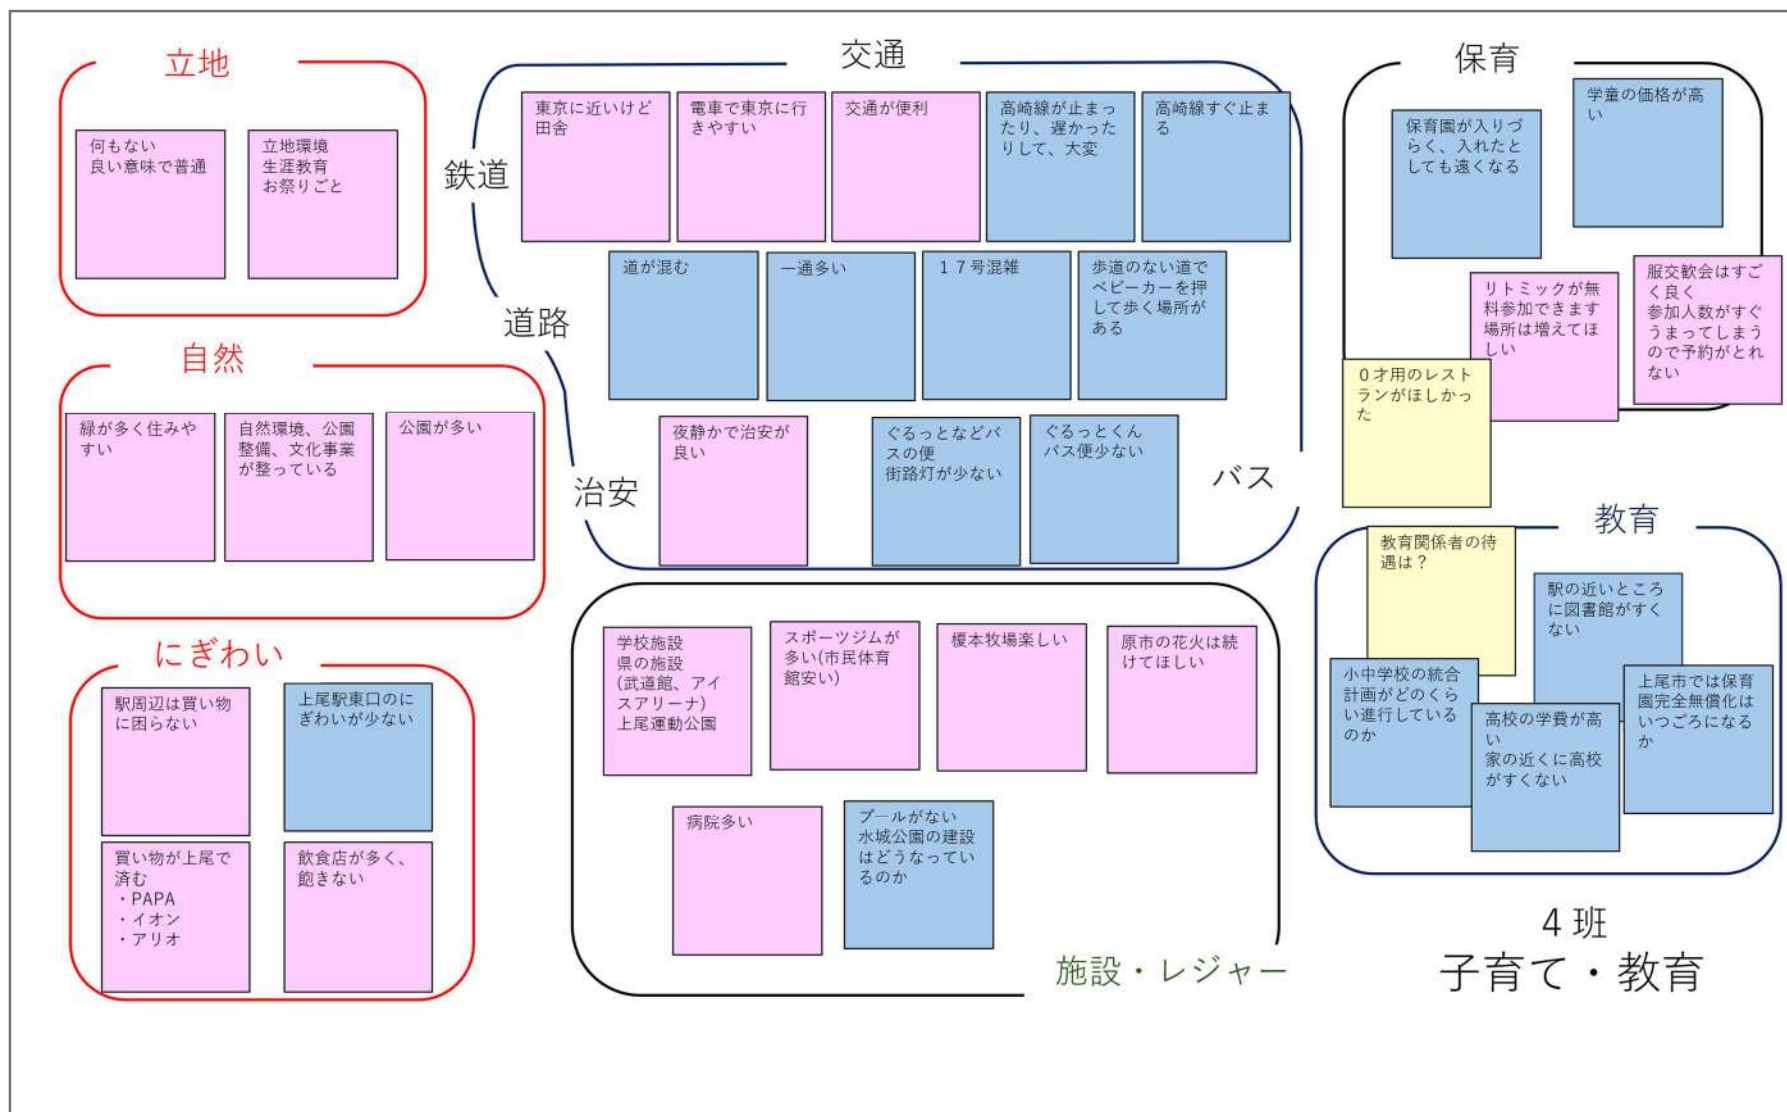 立地
何もない
良い意味で普通
立地環境
生涯教育
お祭りごと
自然
緑が多く住みや
すい
自然環境、公園
整備、文化事業
が整っている
公園が多い
にぎわい
駅周辺は買い物
に困らない
上尾駅東口のに
ぎわいが少ない
買い物が上尾で
済む
・PAPA
・イオン
・アリオ
飲食店が多く、
飽きない
交通
鉄道
東京に近いけど
田舎
電車で東京に行
きやすい
交通が便利
高崎線が止まっ
たり、遅かった
りして、大変
高崎線すぐ止ま
る
道路
道が混む
一通多い
17号混雑
歩道のない道で
ベビーカーを押
して歩く場所が
ある
治安
夜静かで治安が
良い
ぐるっとなどバ
スの便
街路灯が少ない
ぐるっとくん
バス便少ない
バス
学校施設
県の施設
(武道館、アイ
スアリーナ)
上尾運動公園
スポーツジムが
多い(市民体育
館安い)
榎本牧場楽しい
原市の花火は続
けてほしい
病院多い
プールがない
水城公園の建設
はどうなってい
るのか
施設・レジャー
保育
保育園が入りづ
らく、入れたと
しても遠くなる
学童の価格が高
い
リトミックが無
料参加できます
場所は増えてほ
しい
服交歓会はすご
く良く
参加人数がすぐ
うまってしまう
ので予約がとれ
ない
0才用のレスト
ランがほしかっ
た
教育
教育関係者の待
遇は?
駅の近いところ
に図書館がすく
ない
小中学校の統合
計画がどのくら
い進行している
のか
高校の学費が高
い
家の近くに高校
がすくない
上尾市では保育
園完全無償化は
いつごろになる
か
4班
子育て・教育